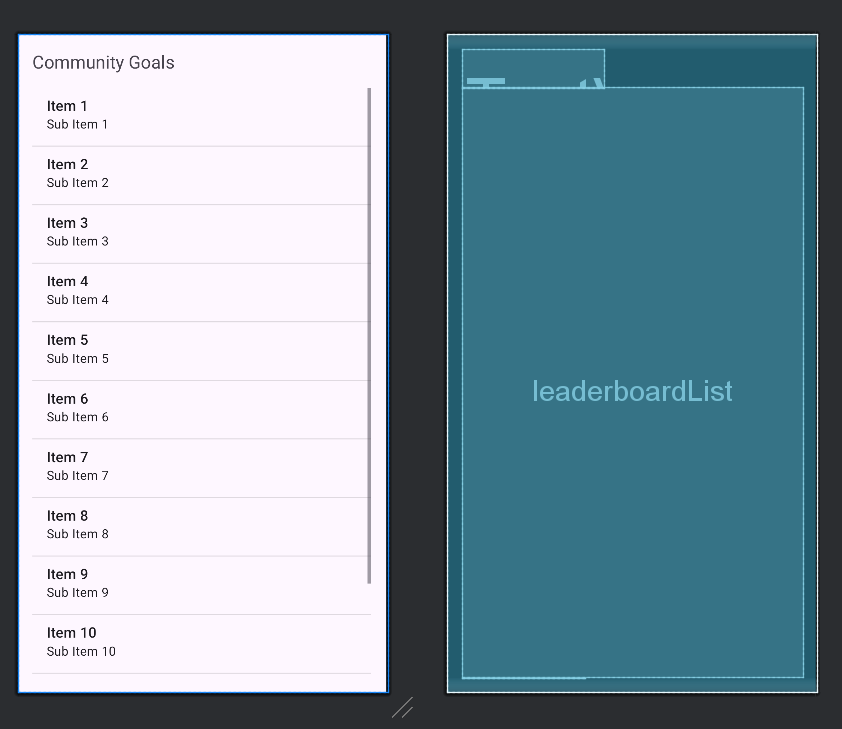 Community Goals
Item 1
Sub Item 1
Item 2
Sub Item 2
Item 3
Sub Item 3
Item 4
Sub Item 4
Item 5
Sub Item 5
Item 6
Sub Item 6
Item 7
Sub Item 7
Item 8
Sub Item 8
Item 9
Sub Item 9
Item 10
Sub Item 10
leaderboardList